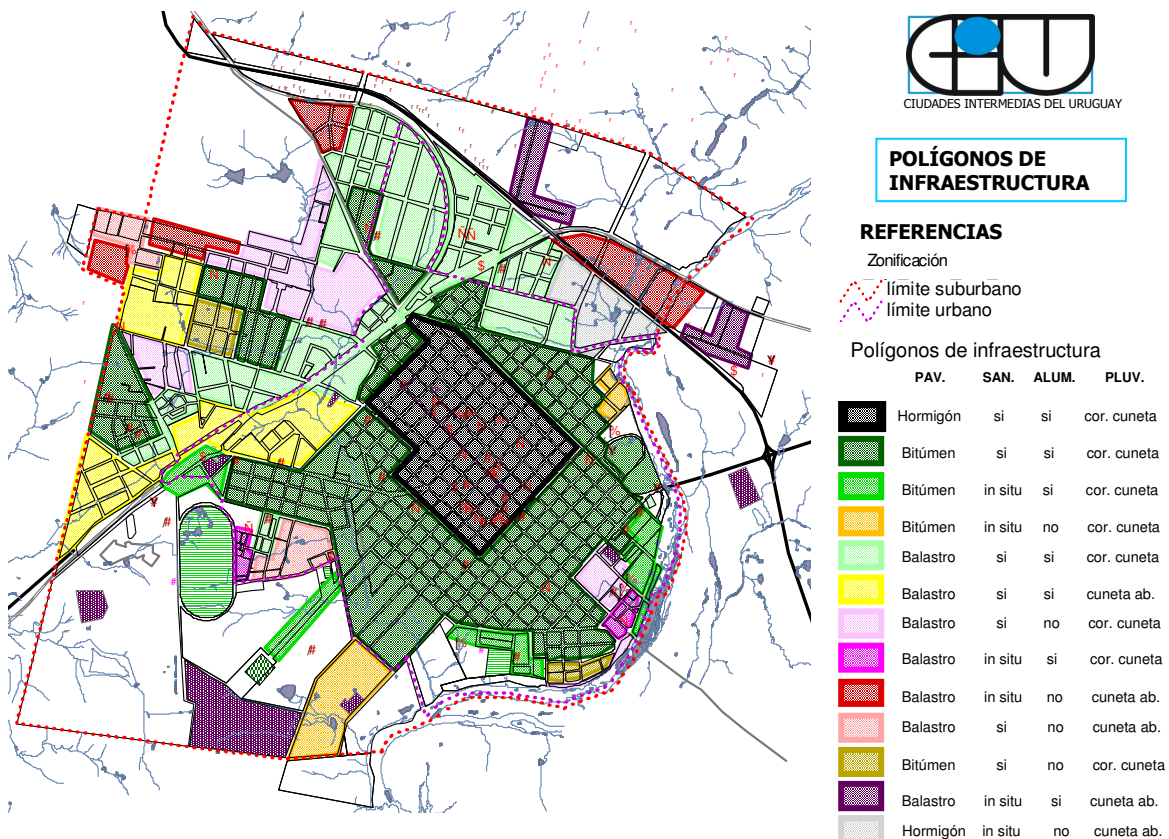 CIU
CIUDADES INTERMEDIAS DEL URUGUAY
POLÍGONOS DE
INFRAESTRUCTURA
REFERENCIAS
Zonificación
límite suburbano
límite urbano
Polígonos de infraestructura
PAV. SAN. ALUM. PLUV.
Hormigón si si cor. cuneta
Bitúmen si si cor. cuneta
Bitúmen in situ si cor. cuneta
Bitúmen in situ no cor. cuneta
Balastro si si cor. cuneta
Balastro si si cuneta ab.
Balastro si no cor. cuneta
Balastro in situ si cor. cuneta
Balastro in situ no cuneta ab.
Balastro si no cuneta ab.
Bitúmen si no cor. cuneta
Balastro in situ si cuneta ab.
Hormigón in situ no cuneta ab.